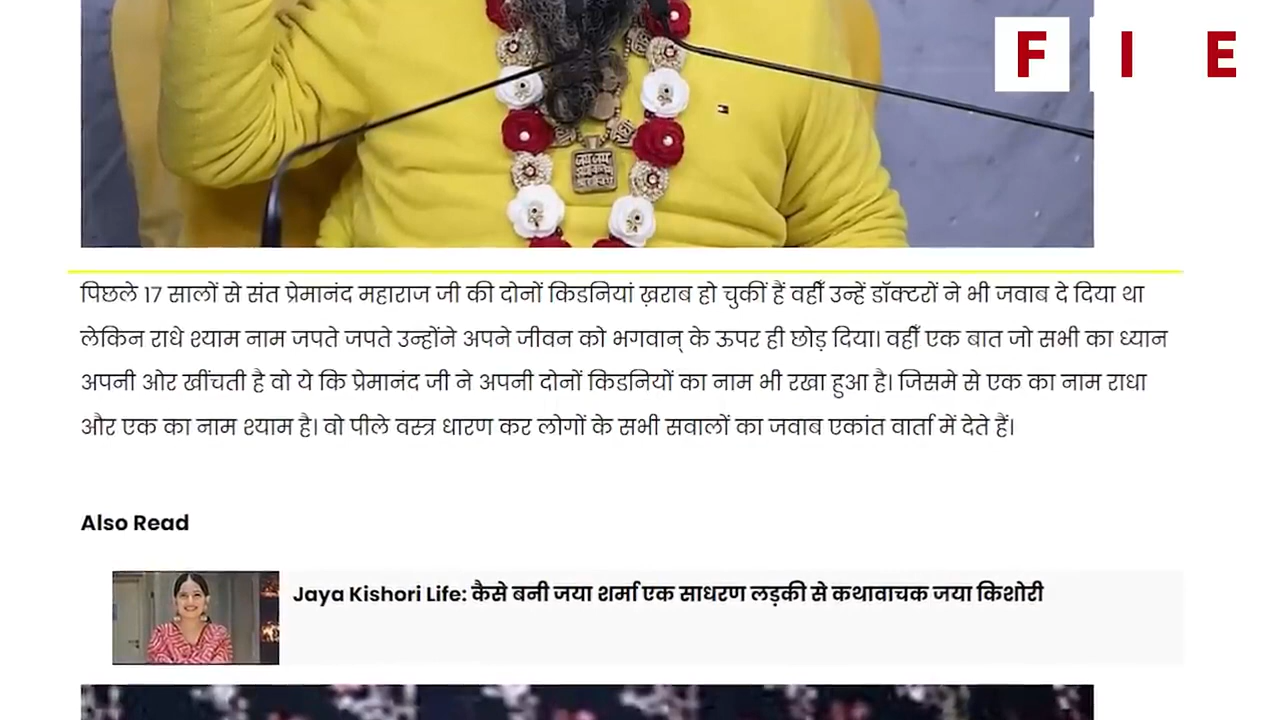 F I E
पिछले 17 सालों से संत प्रेमानंद महाराज जी की दोनों किडनियां ख़राब हो चुकीं हैं वहीँ उन्हें डॉक्टरों ने भी जवाब दे दिया था
लेकिन राधे श्याम नाम जपते जपते उन्होंने अपने जीवन को भगवान् के ऊपर ही छोड़ दिया। वहीँ एक बात जो सभी का ध्यान
अपनी ओर खींचती है वो ये कि प्रेमानंद जी ने अपनी दोनों किडनियों का नाम भी रखा हुआ है। जिसमे से एक का नाम राधा
और एक का नाम श्याम है। वो पीले वस्त्र धारण कर लोगों के सभी सवालों का जवाब एकांत वार्ता में देते हैं।
Also Read
Jaya Kishori Life: कैसे बनी जया शर्मा एक साधरण लड़की से कथावाचक जया किशोरी